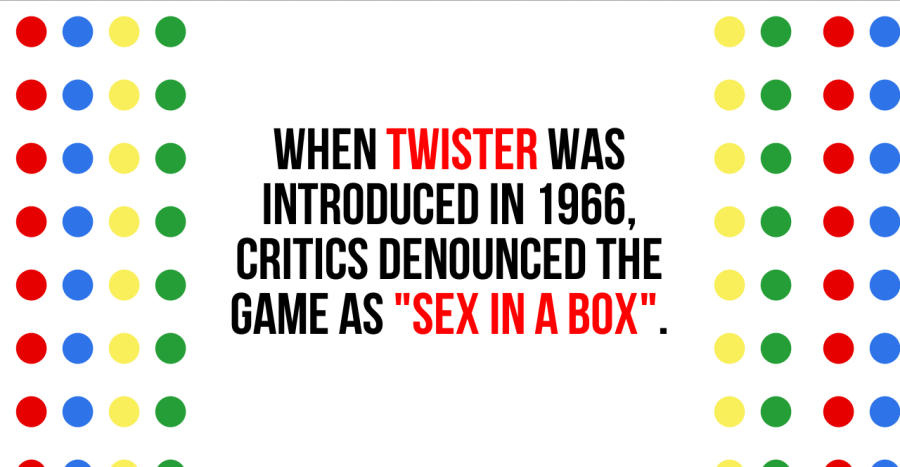 WHEN TWISTER WAS
INTRODUCED IN 1966,
CRITICS DENOUNCED THE
GAME AS "SEX IN A BOX".